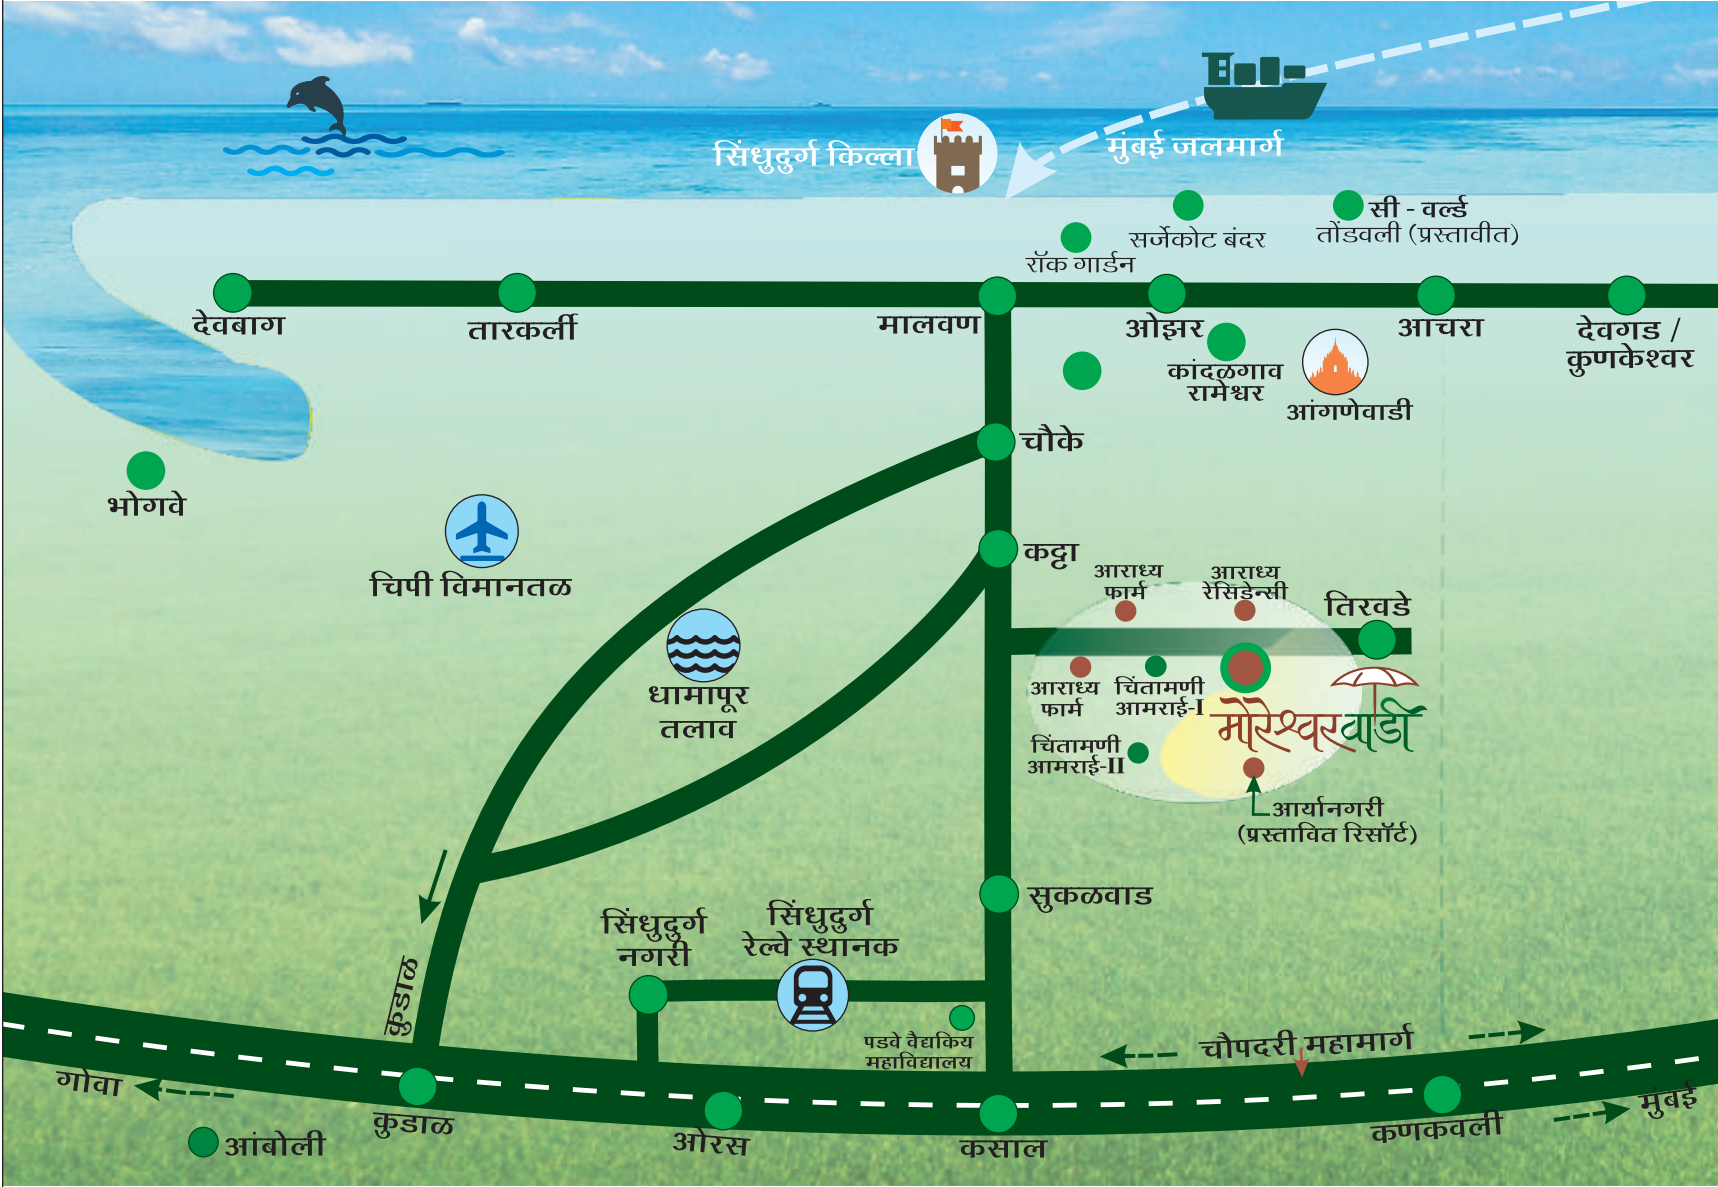 सिंधुदुर्ग किल्ला
मुंबई जलमार्ग
सी - वर्ल्ड
तोंडवली (प्रस्तावीत)
सर्जेकोट बंदर
रॉक गार्डन
देवबाग
तारकर्ली
मालवण
ओझर
आचरा
देवगड /
कुणकेश्वर
कांदळगाव
रामेश्वर
आंगणेवाडी
चौके
भोगवे
चिपी विमानतळ
कट्टा
आराध्य
फार्म
आराध्य
रेसिडेन्सी
तिरवडे
धामापूर
तलाव
आराध्य
फार्म
चिंतामणी
आमराई-I
मोरेश्वरवाडी
चिंतामणी
आमराई-II
आर्यानगरी
(प्रस्तावित रिसॉर्ट)
सुकळवाड
सिंधुदुर्ग
नगरी
सिंधुदुर्ग
रेल्वे स्थानक
कुडाळ
पडवे वैद्यकिय
महाविद्यालय
चौपदरी महामार्ग
गोवा
कुडाळ
आंबोली
ओरस
कसाल
कणकवली
मुंबई